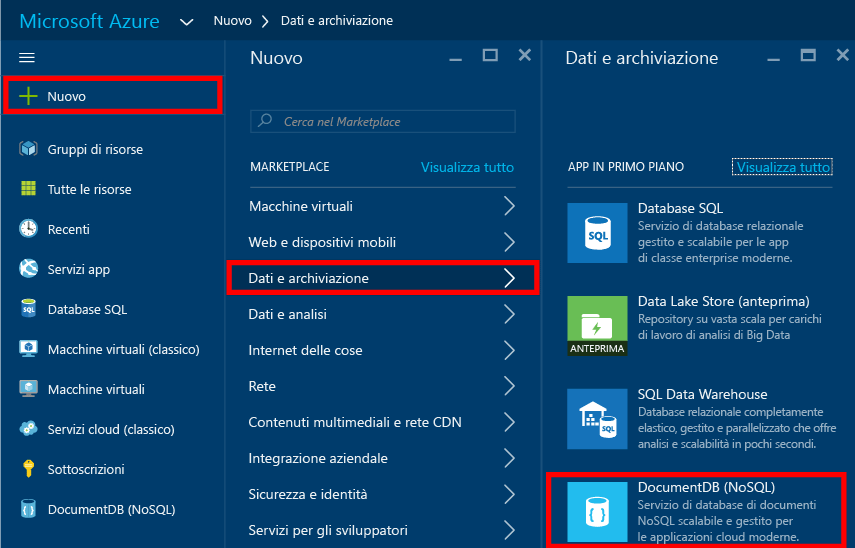 Microsoft Azure
Nuovo
Dati e archiviazione
Nuovo
Gruppi di risorse
Tutte le risorse
Recenti
Servizi app
Database SQL
Macchine virtuali (classico)
Macchine virtuali
Servizi cloud (classico)
Sottoscrizioni
DocumentDB (NoSQL)
Nuovo
Cerca nel Marketplace
MARKETPLACE
Visualizza tutto
Macchine virtuali
Web e dispositivi mobili
Dati e archiviazione
Dati e analisi
Internet delle cose
Rete
Contenuti multimediali e rete CDN
Integrazione aziendale
Sicurezza e identità
Servizi per gli sviluppatori
Dati e archiviazione
APP IN PRIMO PIANO
Visualizza tutto
SQL
Database SQL
Servizio di database relazionale
gestito e scalabile per le app
di classe enterprise moderne.
ANTEPRIMA
Data Lake Store (anteprima)
Repository su vasta scala per carichi
di lavoro di analisi di Big Data
SQL
SQL Data Warehouse
Database relazionale completamente
elastico, gestito e parallelizzato che offre
analisi e scalabilità in pochi secondi.
DocumentDB (NoSQL)
Servizio di database di documenti
NoSQL scalabile e gestito per
le applicazioni cloud moderne.